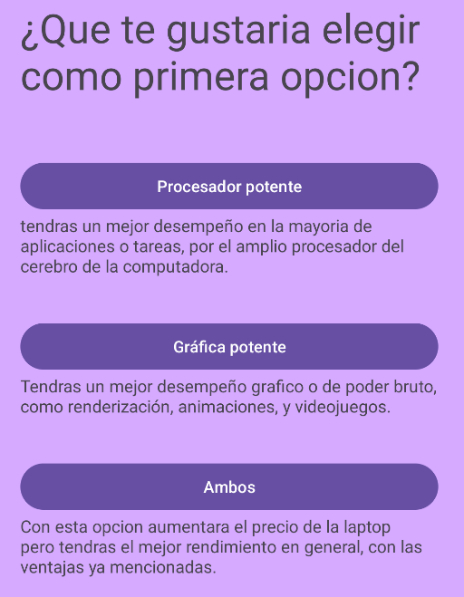 ¿Que te gustaria elegir
como primera opcion?
Procesador potente
tendras un mejor desempeño en la mayoria de
aplicaciones o tareas, por el amplio procesador del
cerebro de la computadora.
Gráfica potente
Tendras un mejor desempeño grafico o de poder bruto,
como renderización, animaciones, y videojuegos.
Ambos
Con esta opcion aumentara el precio de la laptop
pero tendras el mejor rendimiento en general, con las
ventajas ya mencionadas.